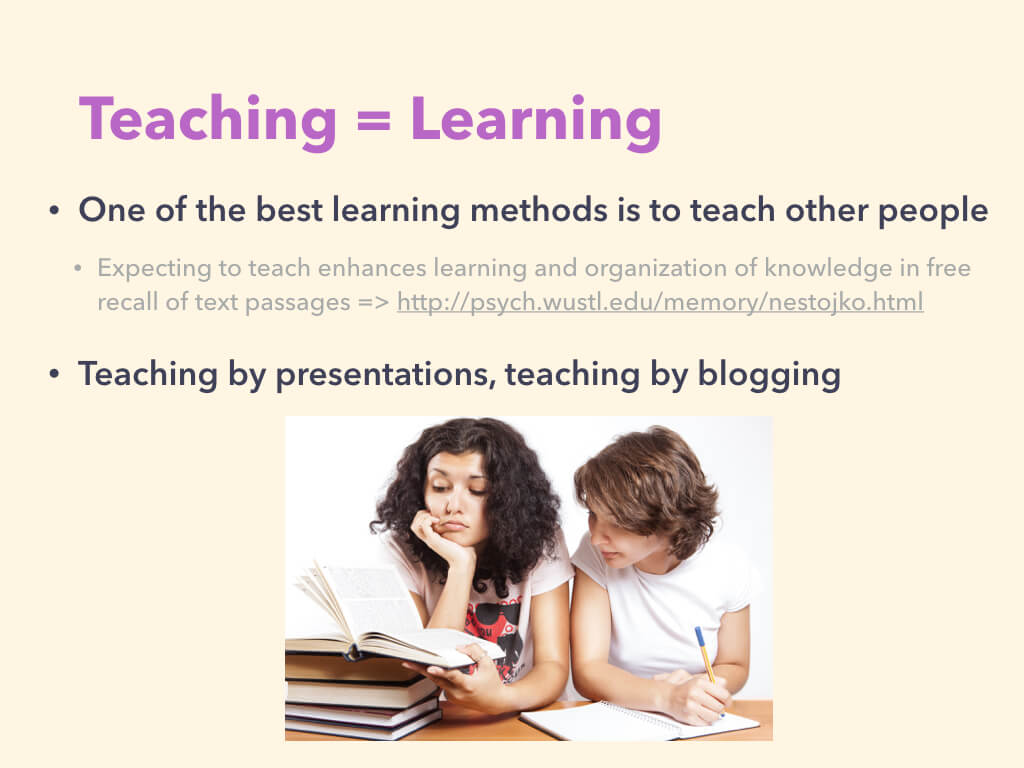 Teaching = Learning
• One of the best learning methods is to teach other people
• Expecting to teach enhances learning and organization of knowledge in free
recall of text passages => http://psych.wustl.edu/memory/nestojko.html
• Teaching by presentations, teaching by blogging